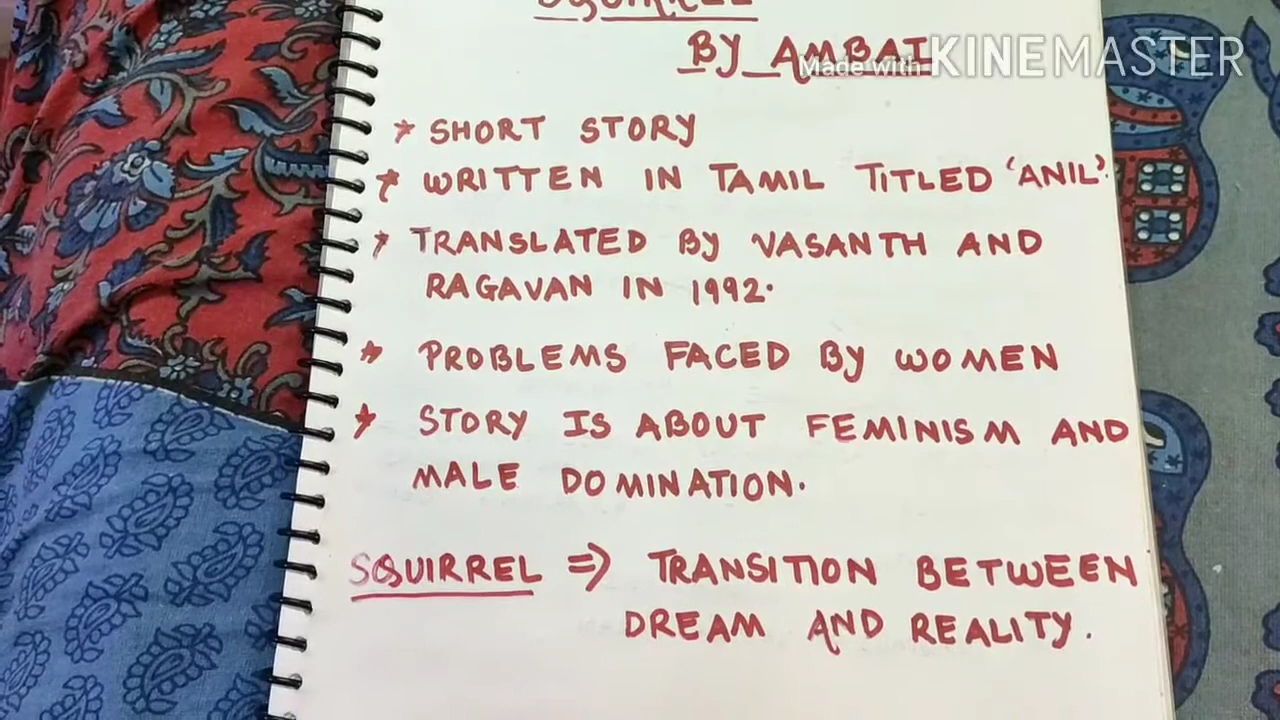 SQUIRREL
BY AMBAI
Made with KINEMASTER
* SHORT STORY
* WRITTEN IN TAMIL TITLED 'ANIL'.
* TRANSLATED BY VASANTH AND
RAGAVAN IN 1992.
* PROBLEMS FACED BY WOMEN
* STORY IS ABOUT FEMINISM AND
MALE DOMINATION.
SQUIRREL ⇒ TRANSITION BETWEEN
DREAM AND REALITY.